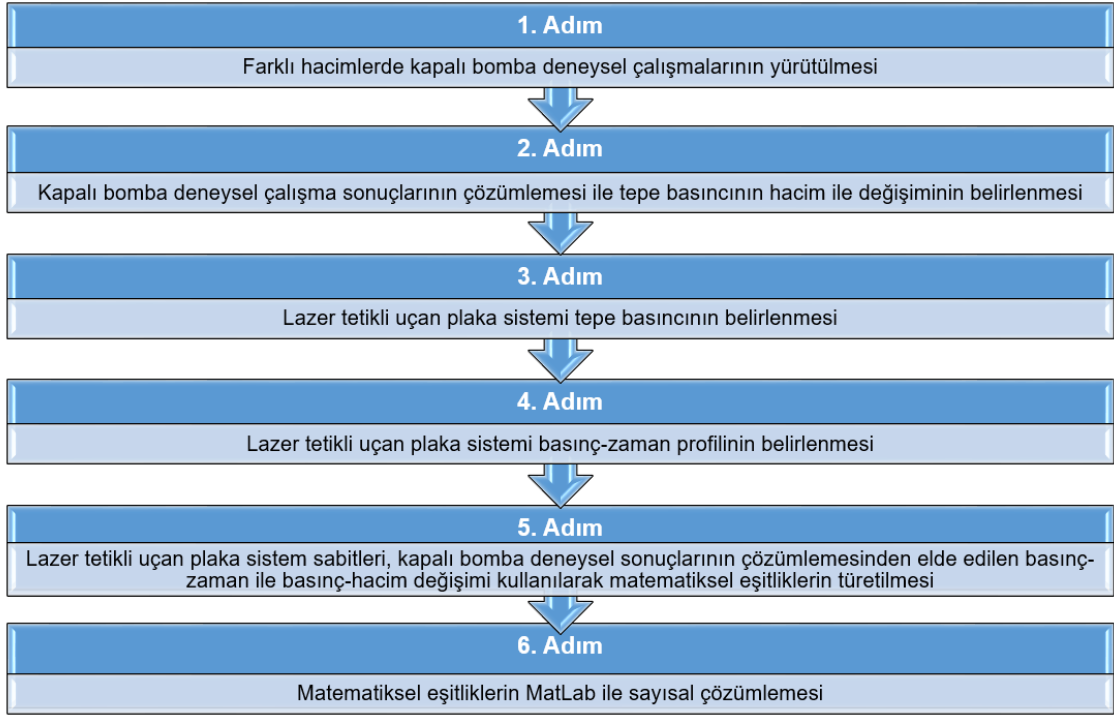 1. Adım
Farklı hacimlerde kapalı bomba deneysel çalışmalarının yürütülmesi
2. Adım
Kapalı bomba deneysel çalışma sonuçlarının çözümlemesi ile tepe basıncının hacim ile değişiminin belirlenmesi
3. Adım
Lazer tetikli uçan plaka sistemi tepe basıncının belirlenmesi
4. Adım
Lazer tetikli uçan plaka sistemi basınç-zaman profilinin belirlenmesi
5. Adım
Lazer tetikli uçan plaka sistem sabitleri, kapalı bomba deneysel sonuçlarının çözümlemesinden elde edilen basınç-
zaman ile basınç-hacim değişimi kullanılarak matematiksel eşitliklerin türetilmesi
6. Adım
Matematiksel eşitliklerin MatLab ile sayısal çözümlemesi